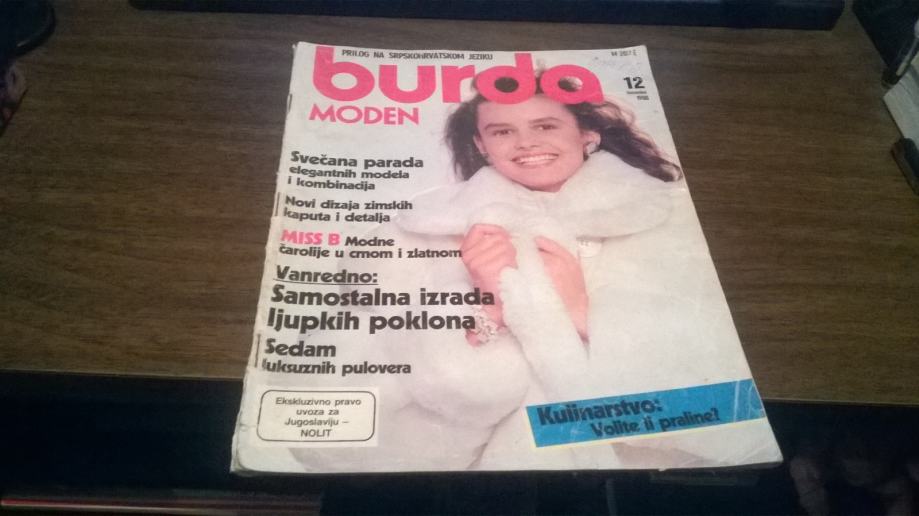 PRILOG NA SRPSKOHRVATSKOM JEZIKU
burda
MODEN
12
Svečana parada
elegantnih modela
i kombinacija
Novi dizaja zimskih
kaputa i detalja
MISS B Modne
čarolije u crnom i zlatnom
Vanredno:
Samostalna izrada
ljupkih poklona
Sedam
luksuznih pulovera
Ekskluzivno pravo
uvoza za
Jugoslaviju –
NOLIT
Kulinarstvo:
Volite li praline?